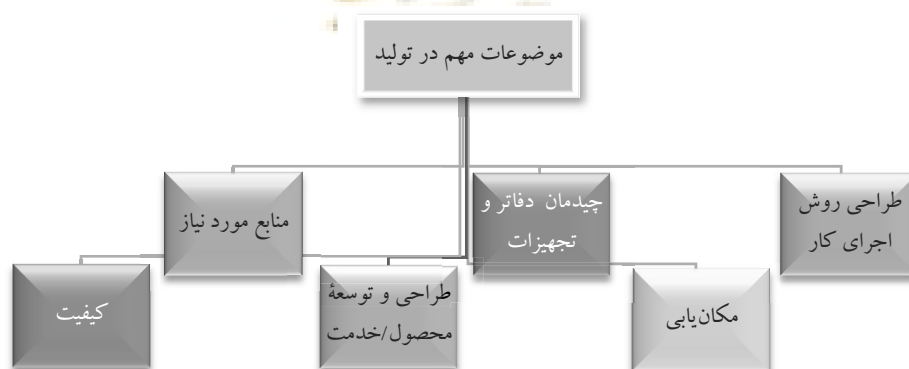 موضوعات مهم در تولید
طراحی روش
اجرای کار
چیدمان دفاتر و
تجهیزات
منابع مورد نیاز
مکان‌یابی
طراحی و توسعهٔ
محصول/خدمت
کیفیت